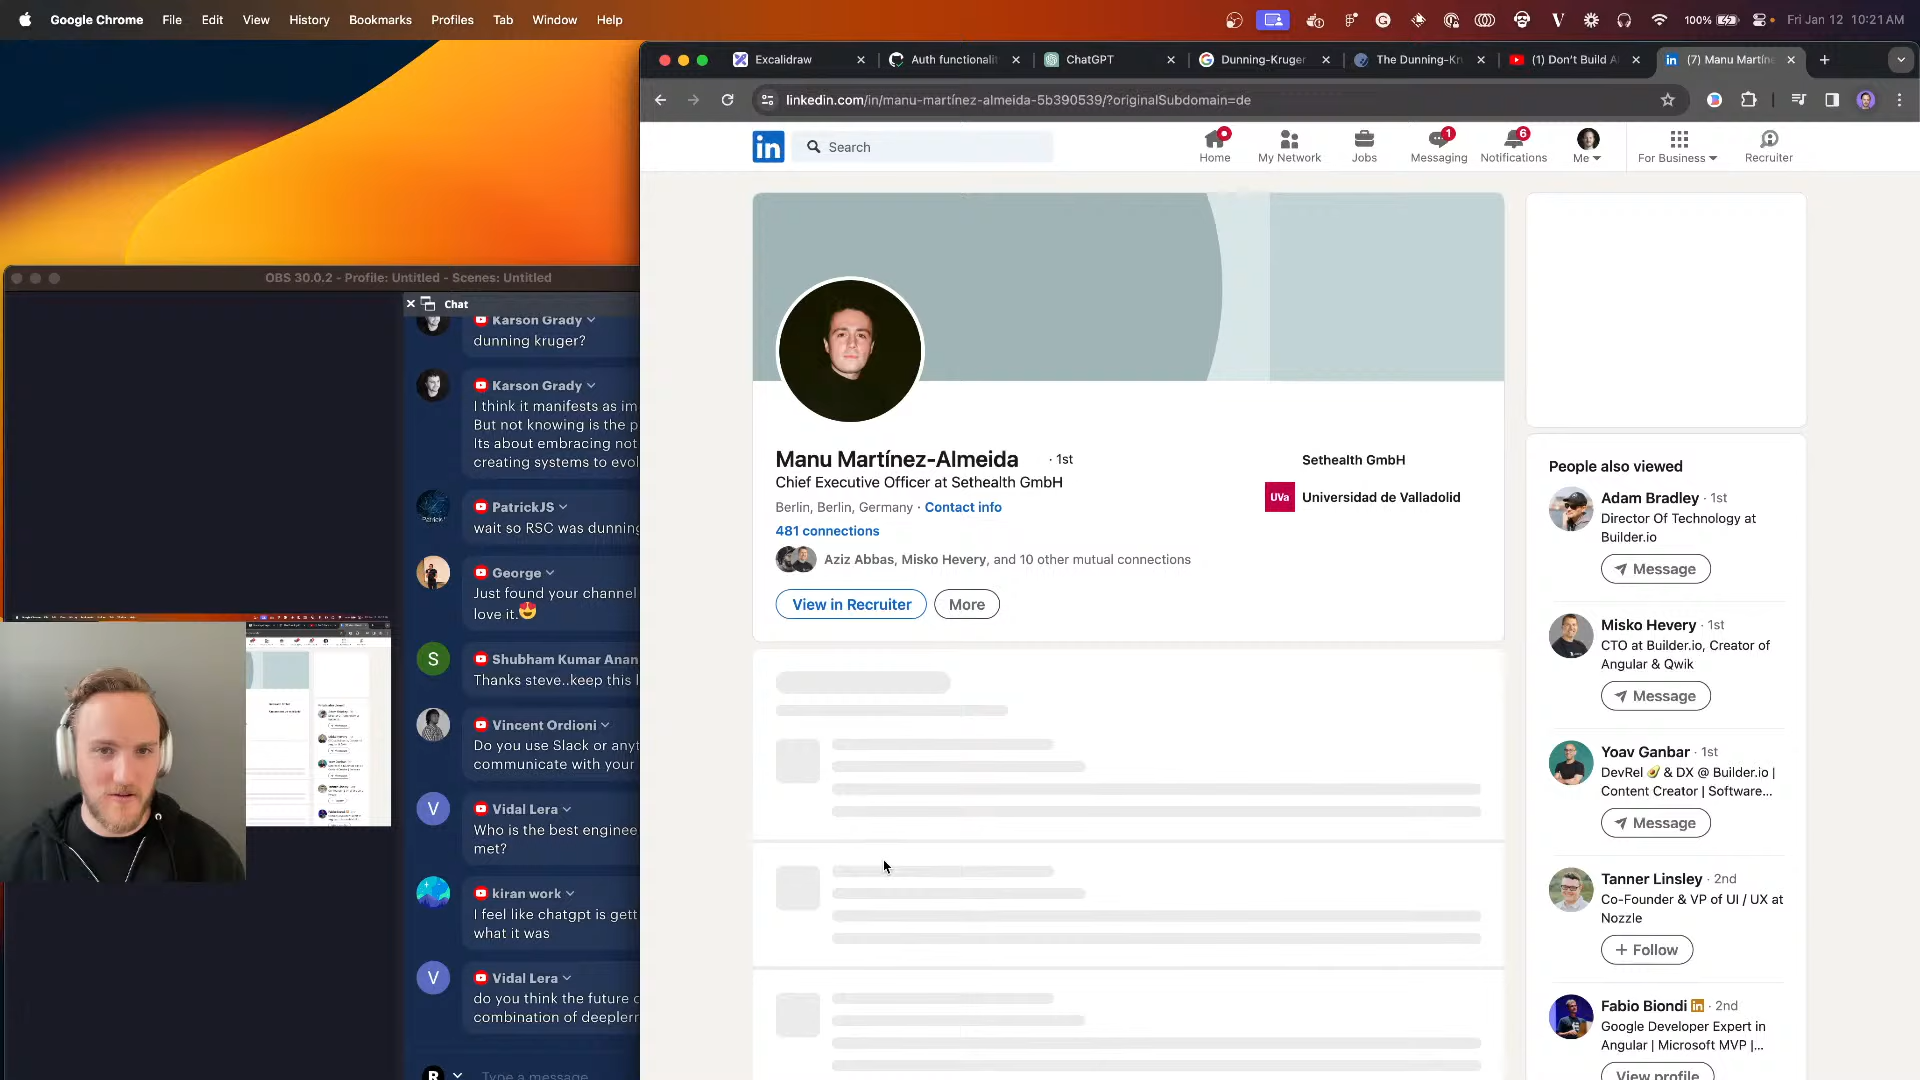 Google Chrome File Edit View History Bookmarks Profiles Tab Window Help
100% Fri Jan 12 10:21 AM
Excalidraw
Auth functionalit
ChatGPT
Dunning-Kruger
The Dunning-Kr
(1) Don't Build A
(7) Manu Martín
linkedin.com/in/manu-martínez-almeida-5b390539/?originalSubdomain=de
in Search
Home
My Network
Jobs
1
Messaging
6
Notifications
Me
For Business
Recruiter
OBS 30.0.2 - Profile: Untitled - Scenes: Untitled
Chat
Karson Grady
dunning kruger?
Karson Grady
I think it manifests as im
But not knowing is the p
Its about embracing not
creating systems to evol
PatrickJS
wait so RSC was dunning
George
Just found your channel
love it.😍
S
Shubham Kumar Anan
Thanks steve..keep this l
Vincent Ordioni
Do you use Slack or anyt
communicate with your
V
Vidal Lera
Who is the best enginee
met?
kiran work
I feel like chatgpt is gett
what it was
V
Vidal Lera
do you think the future o
combination of deeplerr
R
Type a message
Manu Martínez-Almeida · 1st
Chief Executive Officer at Sethealth GmbH
Berlin, Berlin, Germany · Contact info
481 connections
Aziz Abbas, Misko Hevery, and 10 other mutual connections
View in Recruiter
More
Sethealth GmbH
UVa Universidad de Valladolid
People also viewed
Adam Bradley · 1st
Director Of Technology at
Builder.io
Message
Misko Hevery · 1st
CTO at Builder.io, Creator of
Angular & Qwik
Message
Yoav Ganbar · 1st
DevRel 🥑 & DX @ Builder.io |
Content Creator | Software...
Message
Tanner Linsley · 2nd
Co-Founder & VP of UI / UX at
Nozzle
+ Follow
Fabio Biondi in · 2nd
Google Developer Expert in
Angular | Microsoft MVP |...
View profile